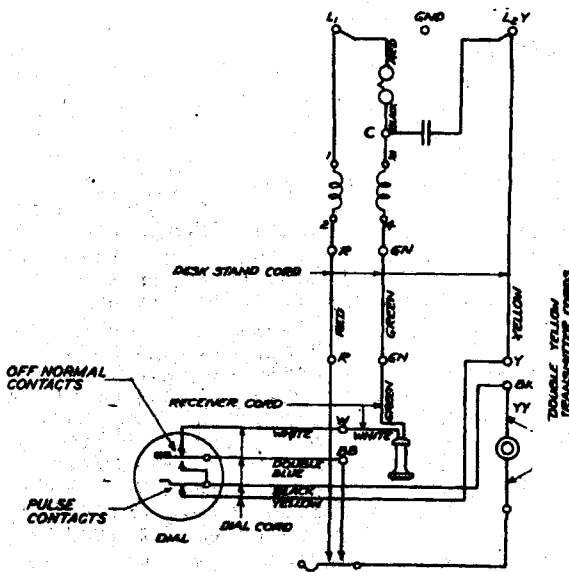 L1
GND
L2 Y
RED
BLACK
C
1
3
2
4
R
GN
DESK STAND CORD
RED
GREEN
YELLOW
DOUBLE YELLOW
TRANSMITTER CORDS
R
GN
Y
BK
OFF NORMAL
CONTACTS
RECEIVER CORD
GREEN
YY
W
WHITE
WHITE
BB
DOUBLE
BLUE
BLACK
YELLOW
PULSE
CONTACTS
DIAL CORD
DIAL